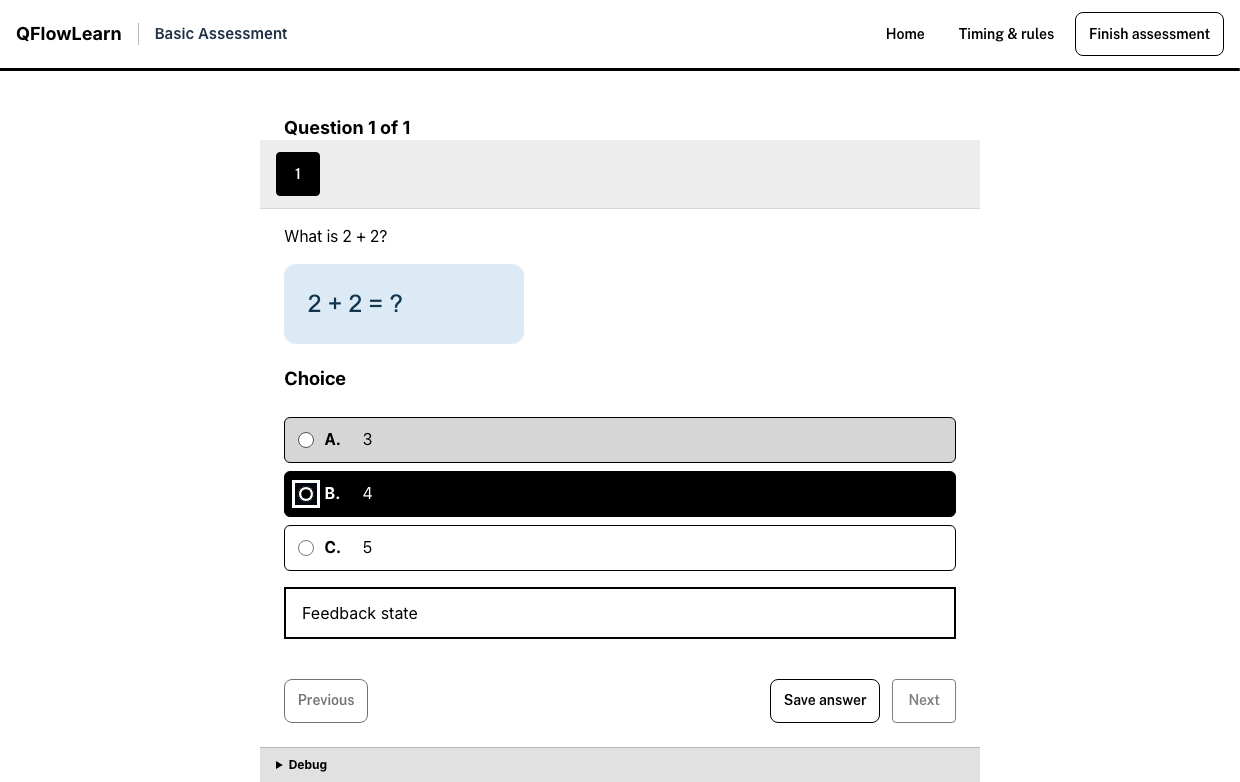 QFlowLearn Basic Assessment Home Timing & rules Finish assessment
Question 1 of 1
1
What is 2 + 2?
2 + 2 = ?
Choice
A. 3
B. 4
C. 5
Feedback state
Previous Save answer Next
Debug